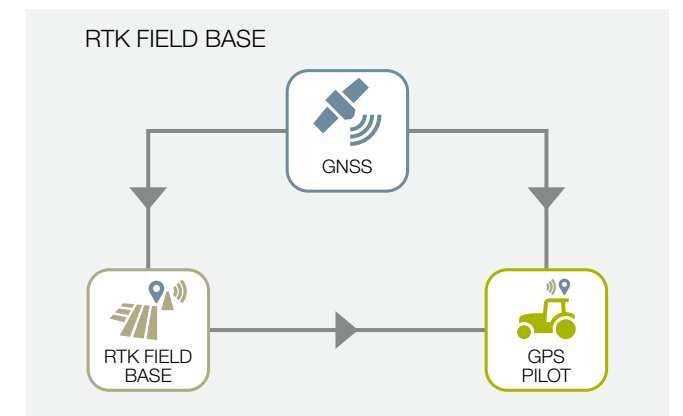 RTK FIELD BASE
GNSS
RTK FIELD
BASE
GPS
PILOT